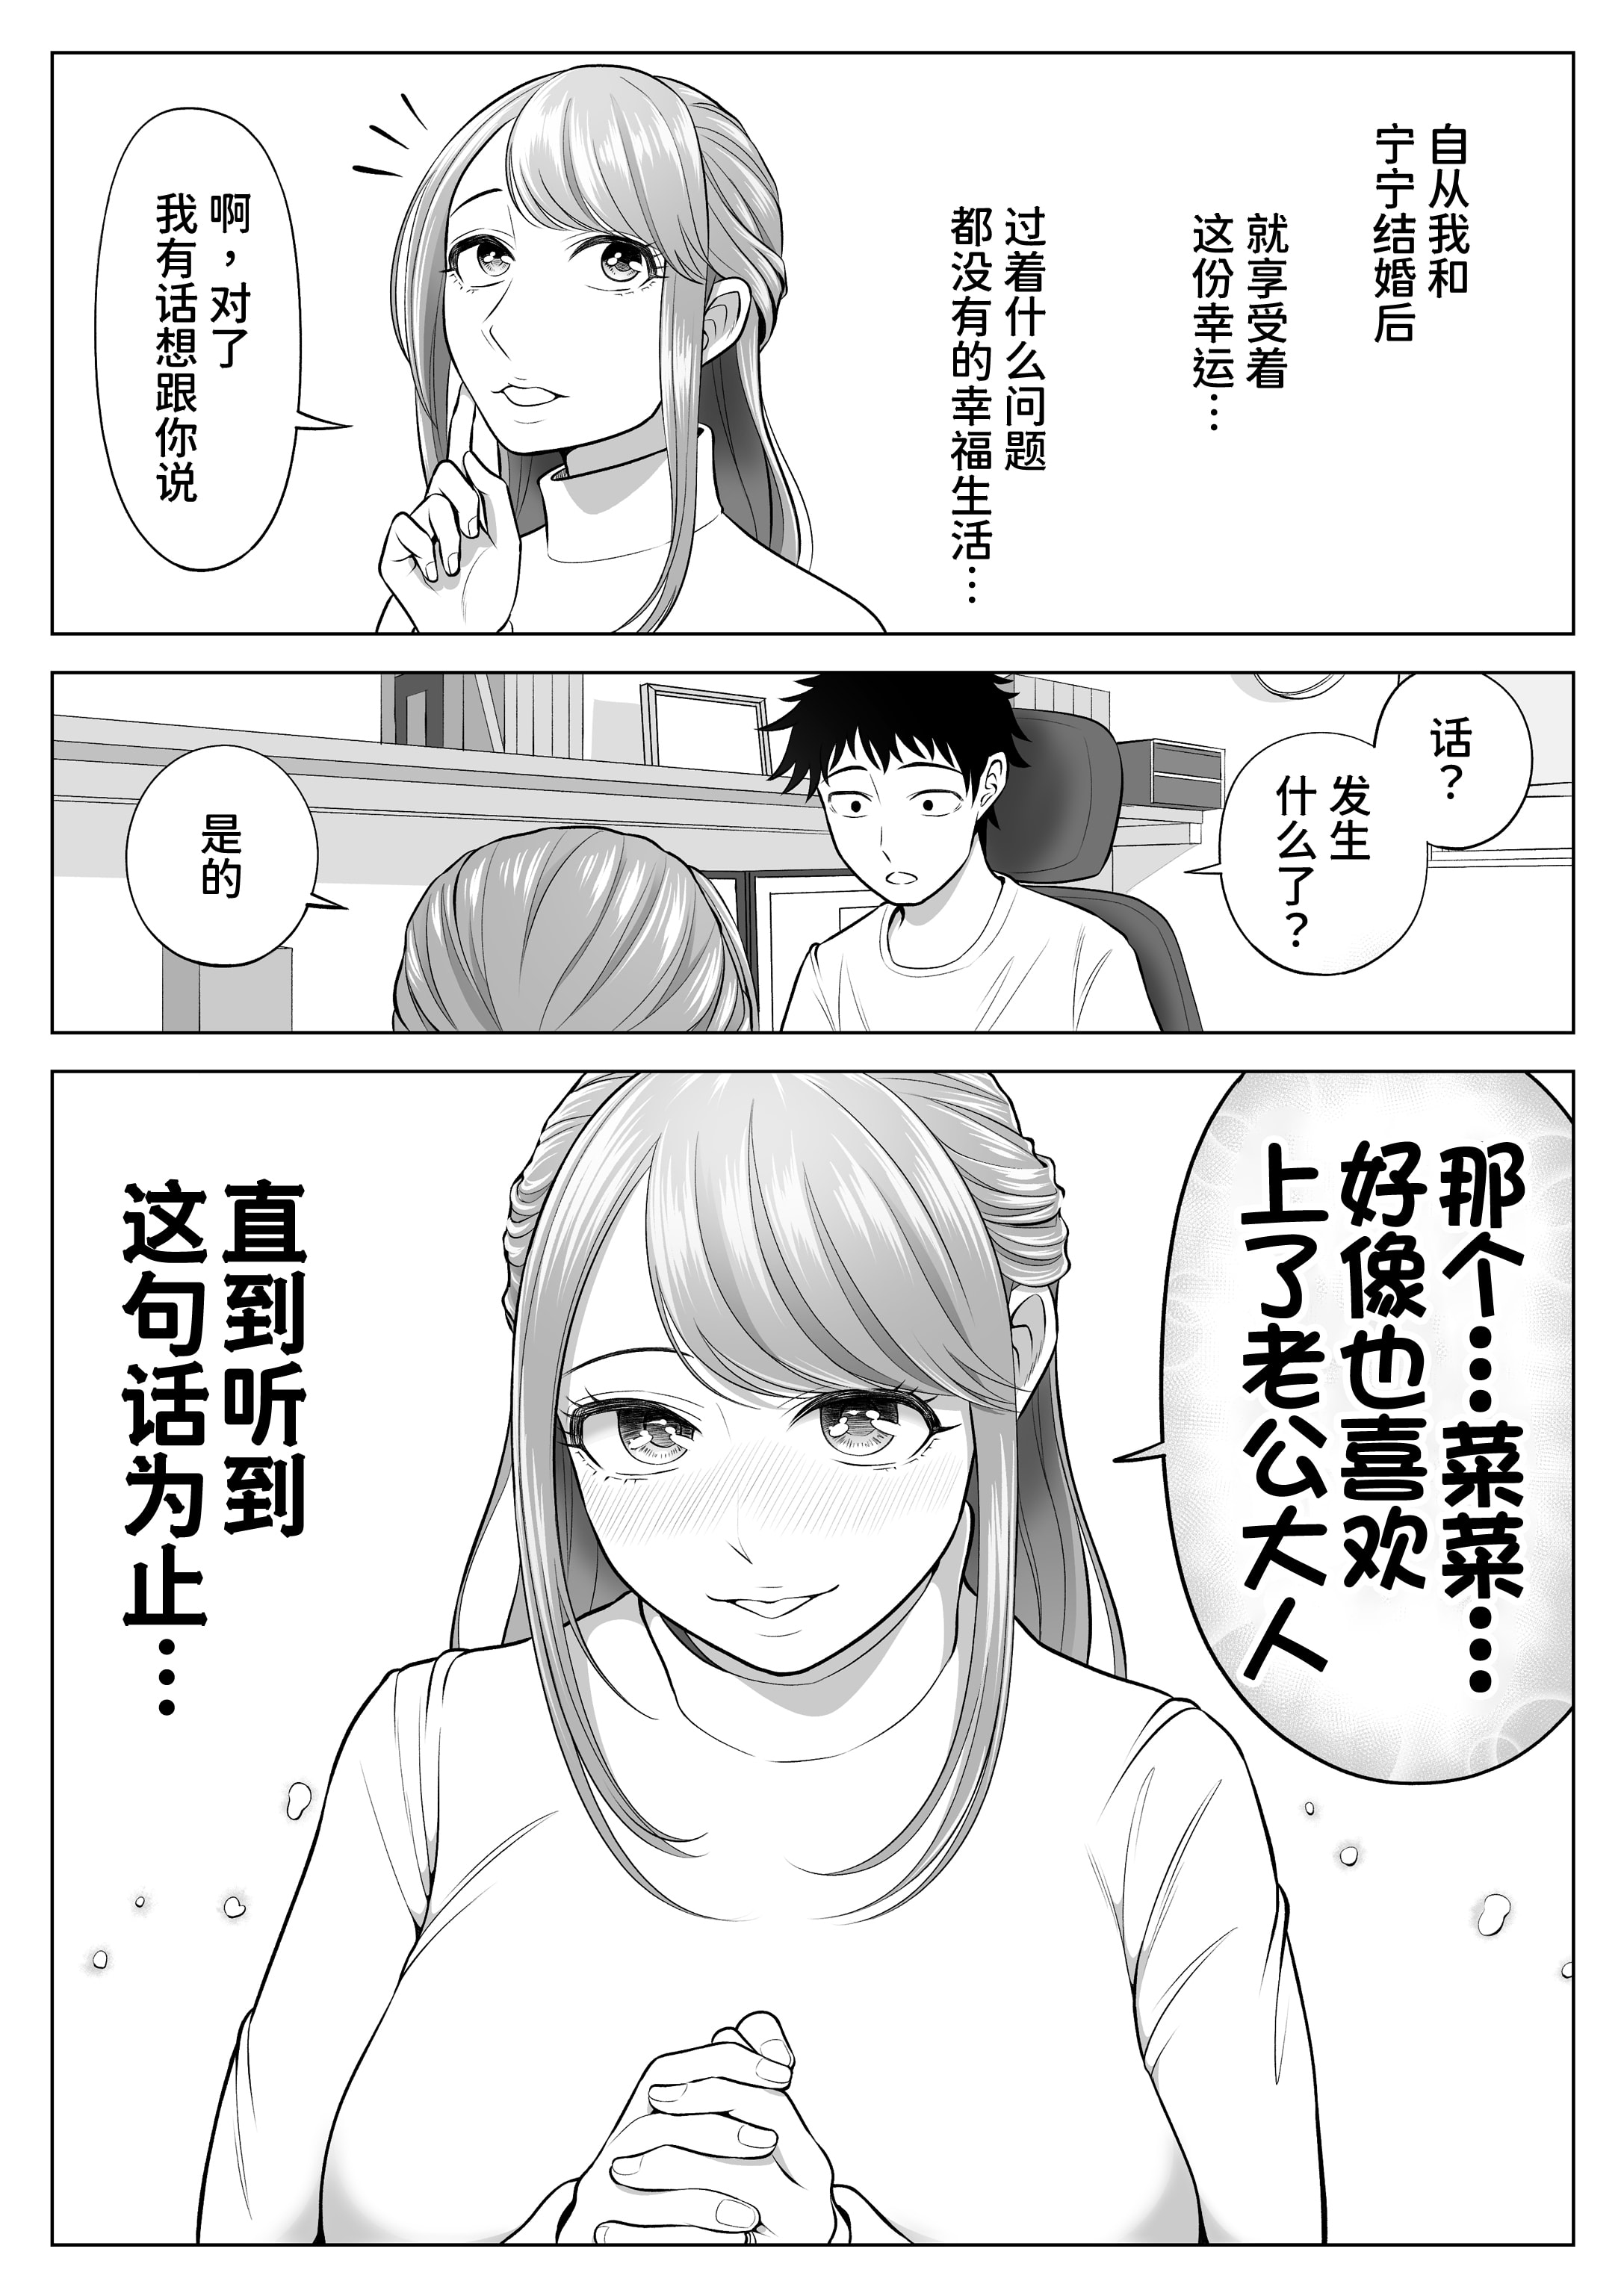 自从我和
宁宁结婚后
就享受着
这份幸运…
过着什么问题
都没有的幸福生活…
啊，对了
我有话想跟你说
话？
发生
什么了？
是的
那个…菜菜…
好像也喜欢
上了老公大人
直到听到
这句话为止…